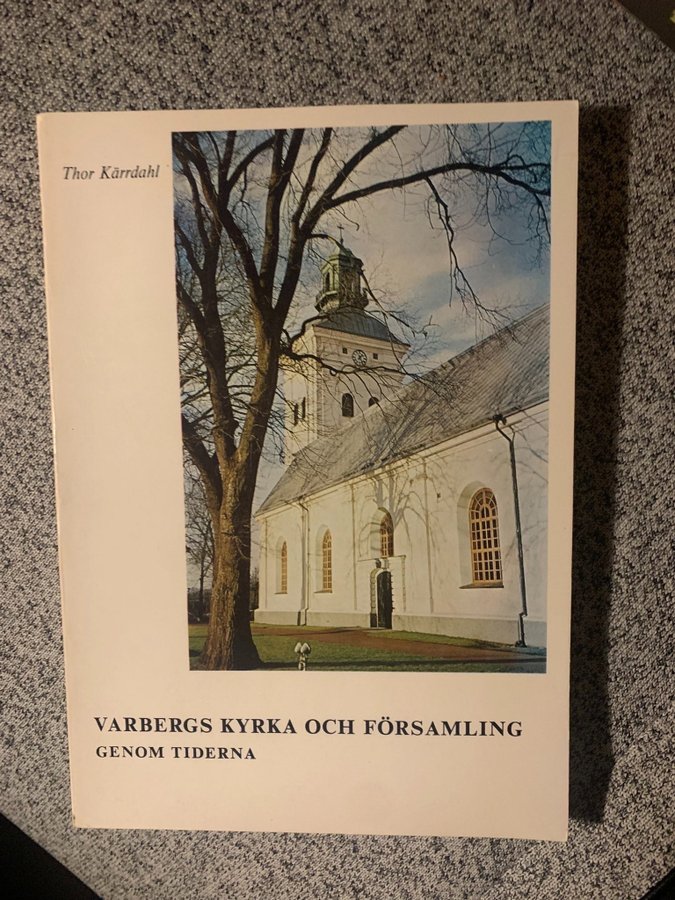 Thor Kärrdahl
VARBERGS KYRKA OCH FÖRSAMLING
GENOM TIDERNA